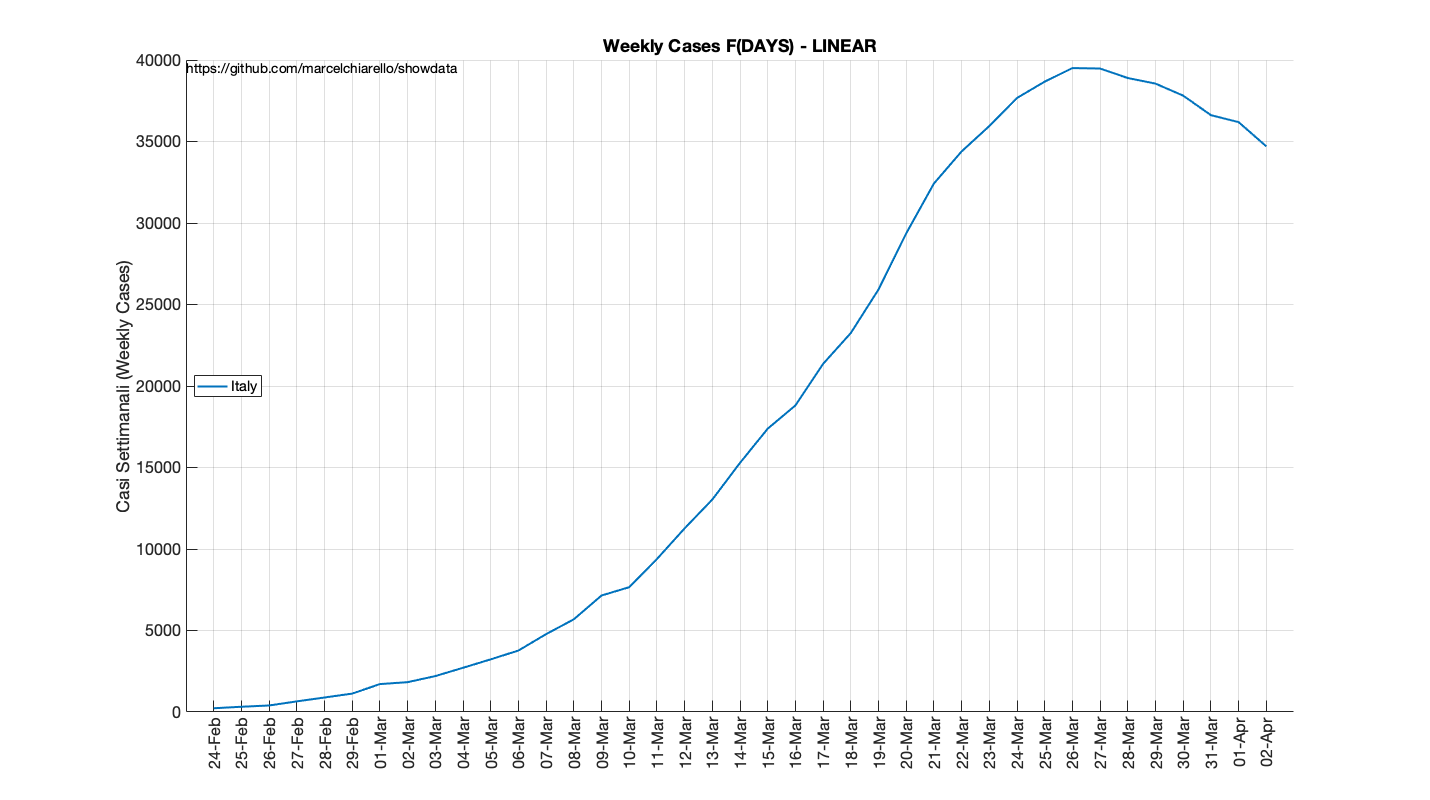 Weekly Cases F(DAYS) - LINEAR
https://github.com/marcelchiarello/showdata
40000
35000
30000
25000
20000
15000
10000
5000
0
Casi Settimanali (Weekly Cases)
Italy
24-Feb
25-Feb
26-Feb
27-Feb
28-Feb
29-Feb
01-Mar
02-Mar
03-Mar
04-Mar
05-Mar
06-Mar
07-Mar
08-Mar
09-Mar
10-Mar
11-Mar
12-Mar
13-Mar
14-Mar
15-Mar
16-Mar
17-Mar
18-Mar
19-Mar
20-Mar
21-Mar
22-Mar
23-Mar
24-Mar
25-Mar
26-Mar
27-Mar
28-Mar
29-Mar
30-Mar
31-Mar
01-Apr
02-Apr